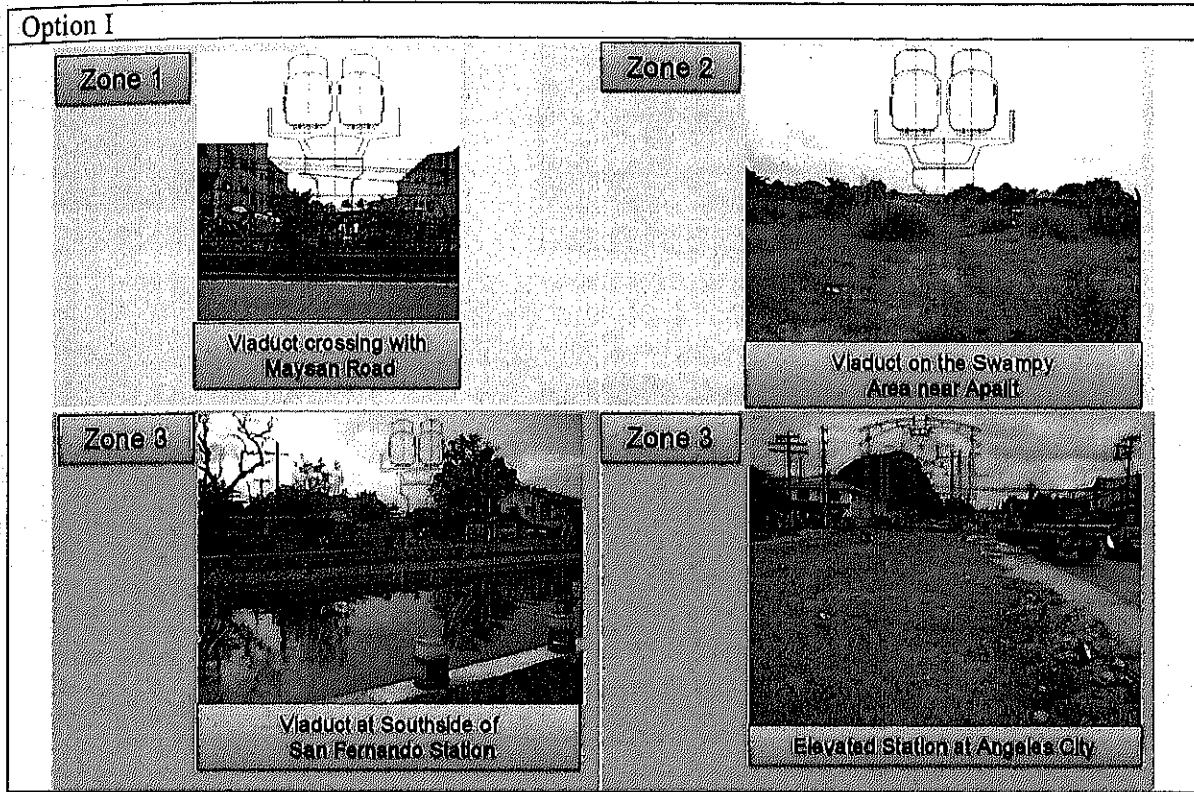 Option I
Zone 1
Viaduct crossing with
Maysan Road
Zone 2
Viaduct on the Swampy
Area near Apalit
Zone 3
Viaduct at Southside of
San Fernando Station
Zone 3
Elevated Station at Angeles City